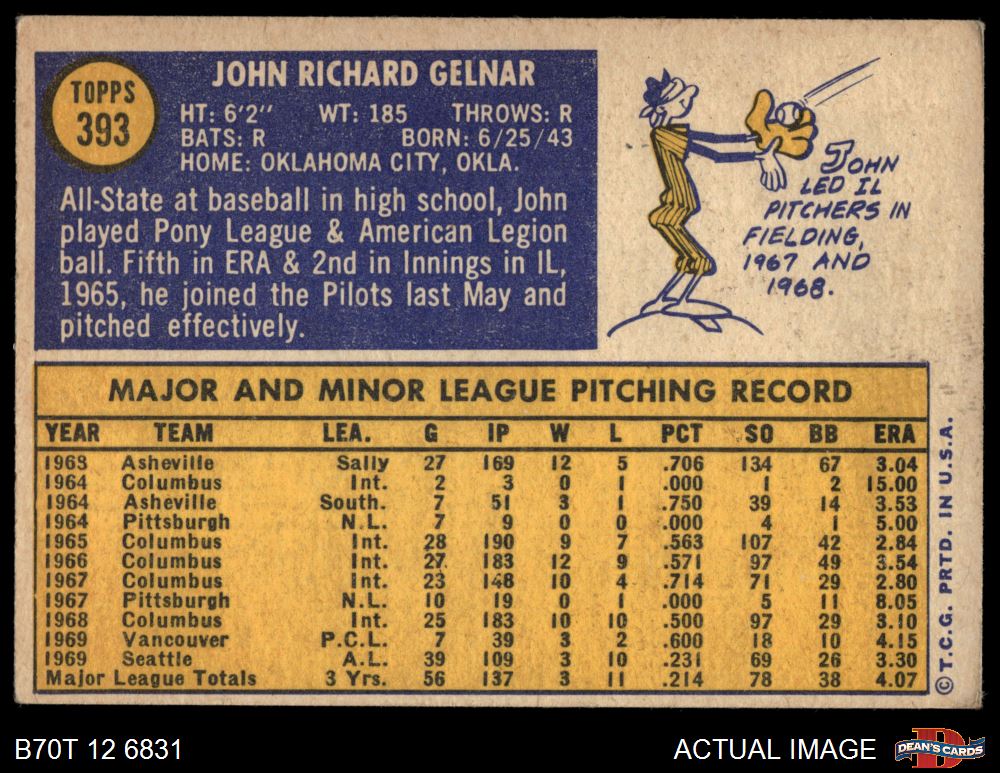 TOPPS
393
JOHN RICHARD GELNAR
HT: 6'2" WT: 185 THROWS: R
BATS: R BORN: 6/25/43
HOME: OKLAHOMA CITY, OKLA.
All-State at baseball in high school, John
played Pony League & American Legion
ball. Fifth in ERA & 2nd in Innings in IL,
1965, he joined the Pilots last May and
pitched effectively.
JOHN
LED IL
PITCHERS IN
FIELDING,
1967 AND
1968.
MAJOR AND MINOR LEAGUE PITCHING RECORD
YEAR TEAM LEA. G IP W L PCT SO BB ERA
1963 Asheville Sally 27 169 12 5 .706 134 67 3.04
1964 Columbus Int. 2 3 0 1 .000 1 2 15.00
1964 Asheville South. 7 51 3 1 .750 39 14 3.53
1964 Pittsburgh N.L. 7 9 0 0 .000 4 1 5.00
1965 Columbus Int. 28 190 9 7 .563 107 42 2.84
1966 Columbus Int. 27 183 12 9 .571 97 49 3.54
1967 Columbus Int. 23 148 10 4 .714 71 29 2.80
1967 Pittsburgh N.L. 10 19 0 1 .000 5 11 8.05
1968 Columbus Int. 25 183 10 10 .500 97 29 3.10
1969 Vancouver P.C.L. 7 39 3 2 .600 18 10 4.15
1969 Seattle A.L. 39 109 3 10 .231 69 26 3.30
Major League Totals 3 Yrs. 56 137 3 11 .214 78 38 4.07
© T.C.G. PRTD. IN U.S.A.
B70T 12 6831
ACTUAL IMAGE
D
DEAN'S CARDS